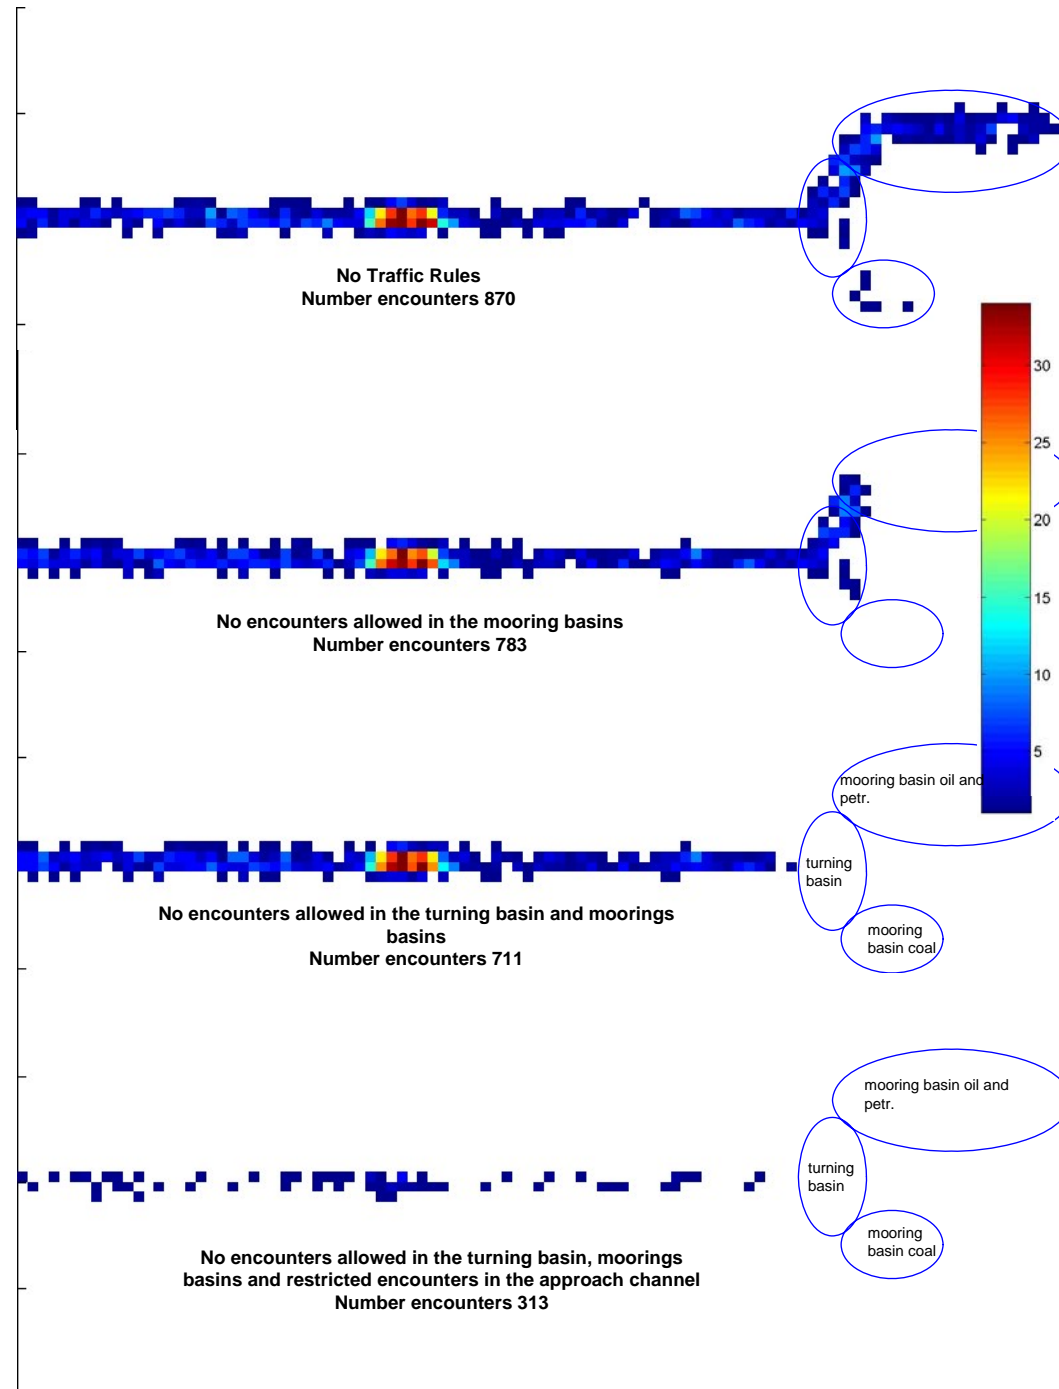 No Traffic Rules
Number encounters 870
30
25
20
15
10
5
No encounters allowed in the mooring basins
Number encounters 783
mooring basin oil and
petr.
turning
basin
mooring
basin coal
No encounters allowed in the turning basin and moorings
basins
Number encounters 711
mooring basin oil and
petr.
turning
basin
mooring
basin coal
No encounters allowed in the turning basin, moorings
basins and restricted encounters in the approach channel
Number encounters 313